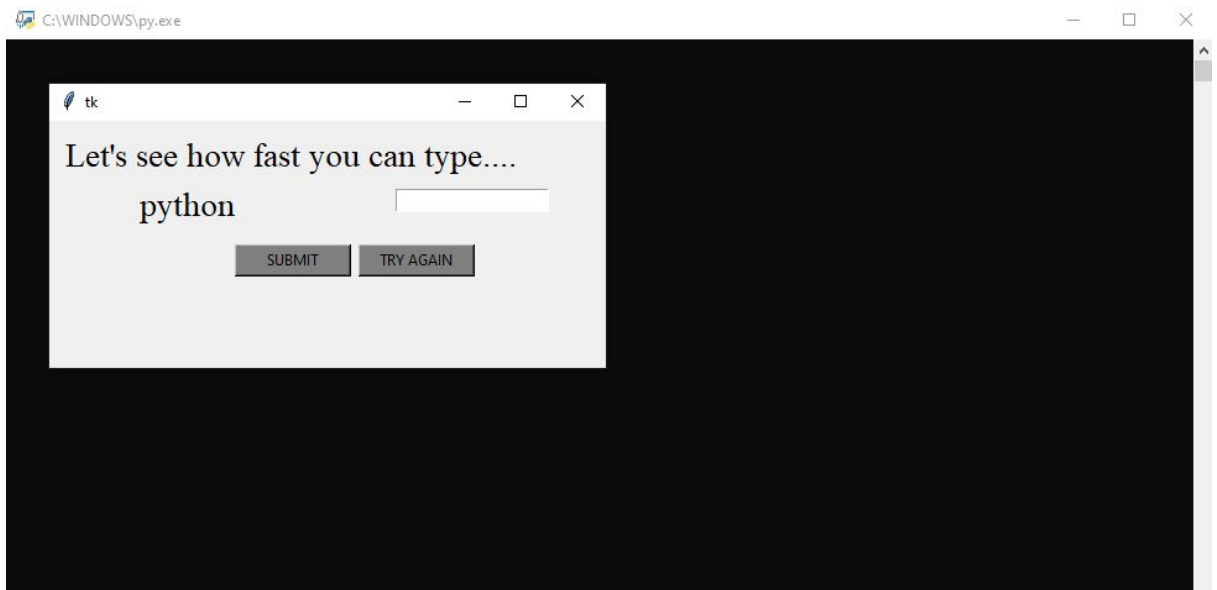 C:\WINDOWS\py.exe
tk
Let's see how fast you can type....
python
SUBMIT TRY AGAIN